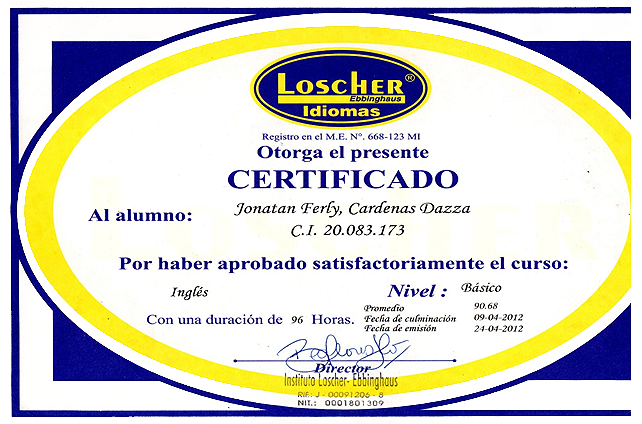 LOSCHER®
Ebbinghaus
Idiomas
Registro en el M.E. N°. 668-123 MI
Otorga el presente
CERTIFICADO
Al alumno: Jonatan Ferly, Cardenas Dazza
C.I. 20.083.173
Por haber aprobado satisfactoriamente el curso:
Inglés Nivel : Básico
Promedio 90.68
Con una duración de 96 Horas. Fecha de culminación 09-04-2012
Fecha de emisión 24-04-2012
Director
Instituto Loscher- Ebbinghaus
RIF: J - 00091206 - 8
NIT.: 0001801309
LOSCHER